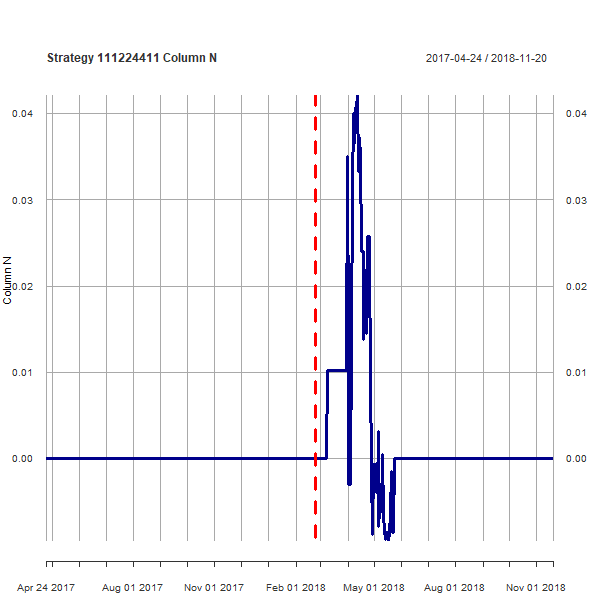 Strategy 111224411 Column N
2017-04-24 / 2018-11-20
0.04
0.04
0.03
0.03
0.02
0.02
0.01
0.01
0.00
0.00
Column N
Apr 24 2017
Aug 01 2017
Nov 01 2017
Feb 01 2018
May 01 2018
Aug 01 2018
Nov 01 2018